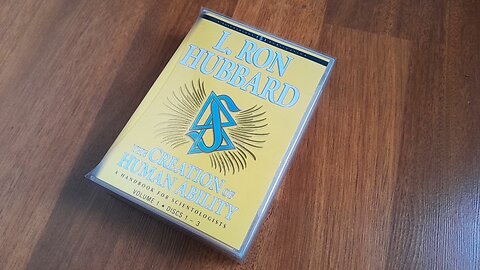 L. RON
HUBBARD
THE CREATION OF
HUMAN ABILITY
A HANDBOOK FOR SCIENTOLOGISTS
VOLUME 1 • DISCS 1 – 3